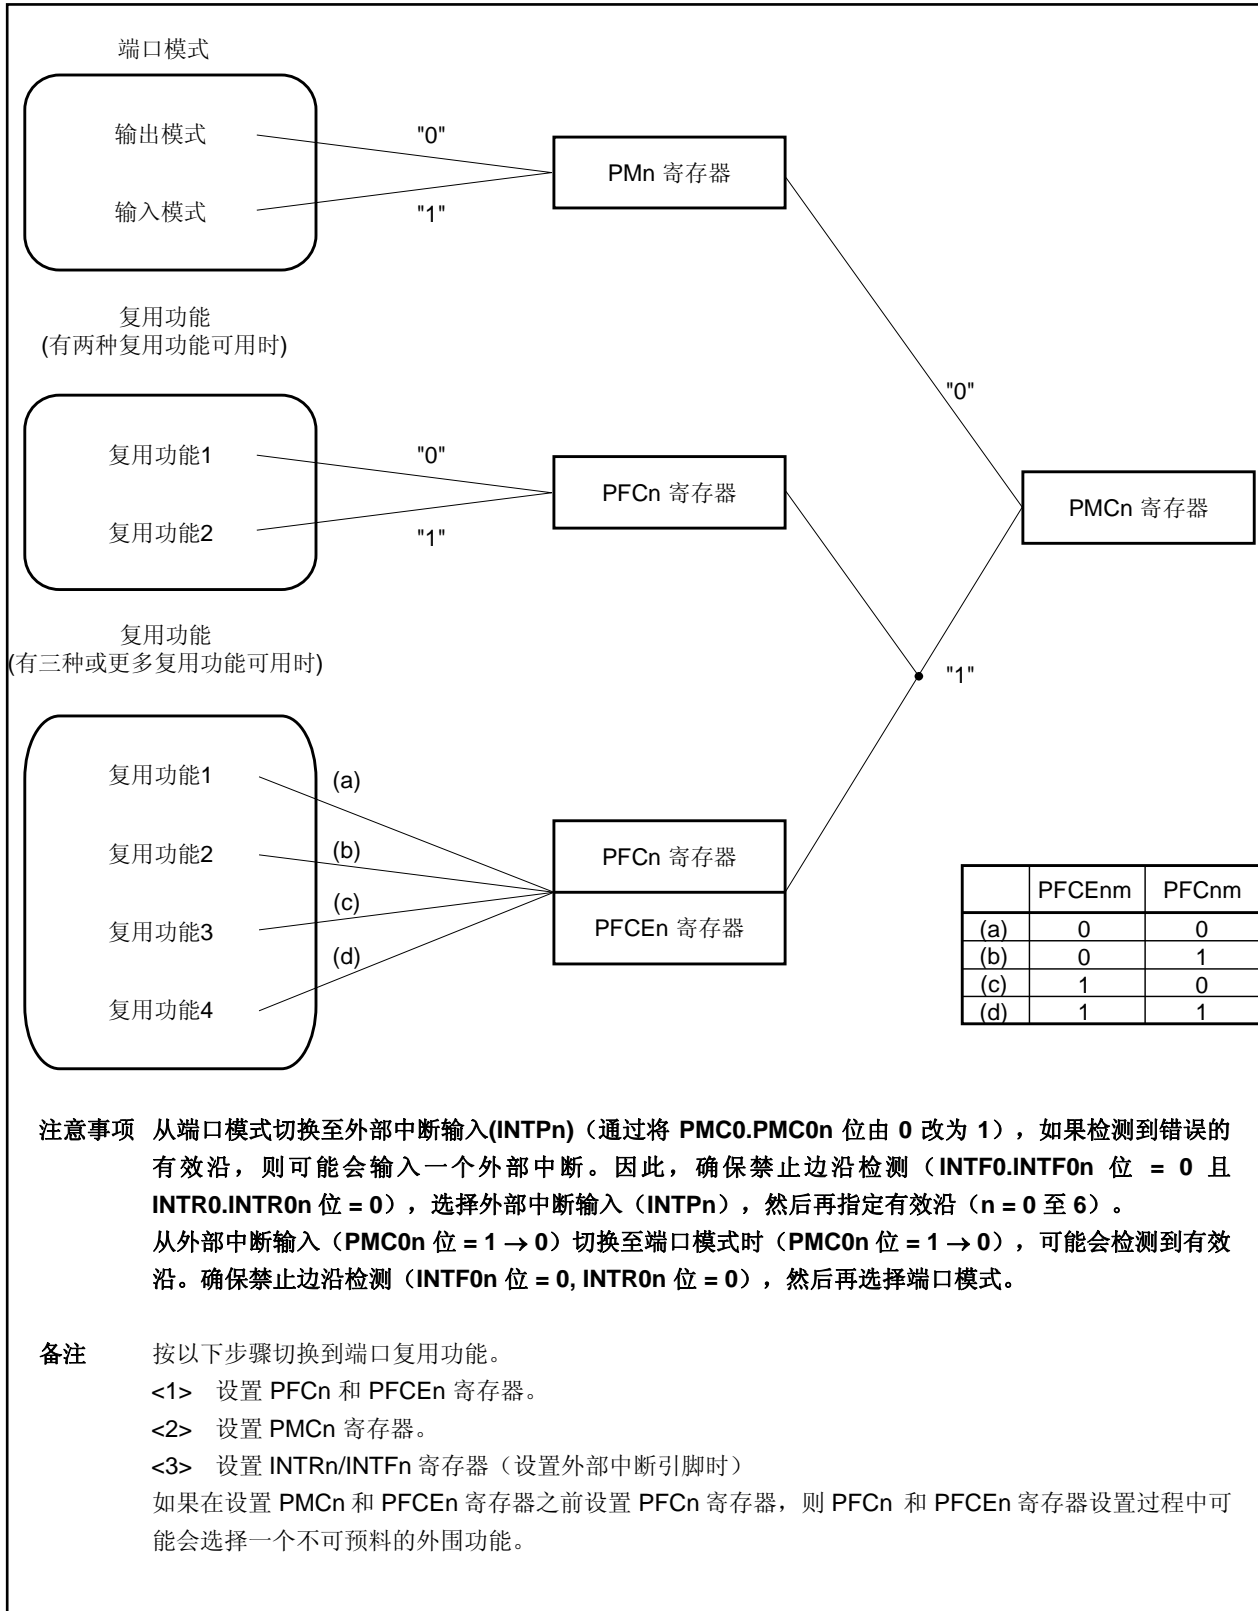 端口模式
输出模式
"0"
PMn 寄存器
输入模式
"1"
复用功能
(有两种复用功能可用时)
"0"
复用功能1
"0"
PFCn 寄存器
PMCn 寄存器
复用功能2
"1"
复用功能
(有三种或更多复用功能可用时)
"1"
复用功能1
(a)
复用功能2
(b)
PFCn 寄存器
复用功能3
(c)
PFCEn 寄存器
(d)
复用功能4
PFCEnm PFCnm
(a) 0 0
(b) 0 1
(c) 1 0
(d) 1 1
注意事项 从端口模式切换至外部中断输入(INTPn)（通过将 PMC0.PMC0n 位由 0 改为 1），如果检测到错误的
有效沿，则可能会输入一个外部中断。因此，确保禁止边沿检测（INTF0.INTF0n 位 = 0 且
INTR0.INTR0n 位 = 0），选择外部中断输入（INTPn），然后再指定有效沿（n = 0 至 6）。
从外部中断输入（PMC0n 位 = 1 → 0）切换至端口模式时（PMC0n 位 = 1 → 0），可能会检测到有效
沿。确保禁止边沿检测（INTF0n 位 = 0, INTR0n 位 = 0），然后再选择端口模式。
备注 按以下步骤切换到端口复用功能。
<1> 设置 PFCn 和 PFCEn 寄存器。
<2> 设置 PMCn 寄存器。
<3> 设置 INTRn/INTFn 寄存器（设置外部中断引脚时）
如果在设置 PMCn 和 PFCEn 寄存器之前设置 PFCn 寄存器，则 PFCn 和 PFCEn 寄存器设置过程中可
能会选择一个不可预料的外围功能。